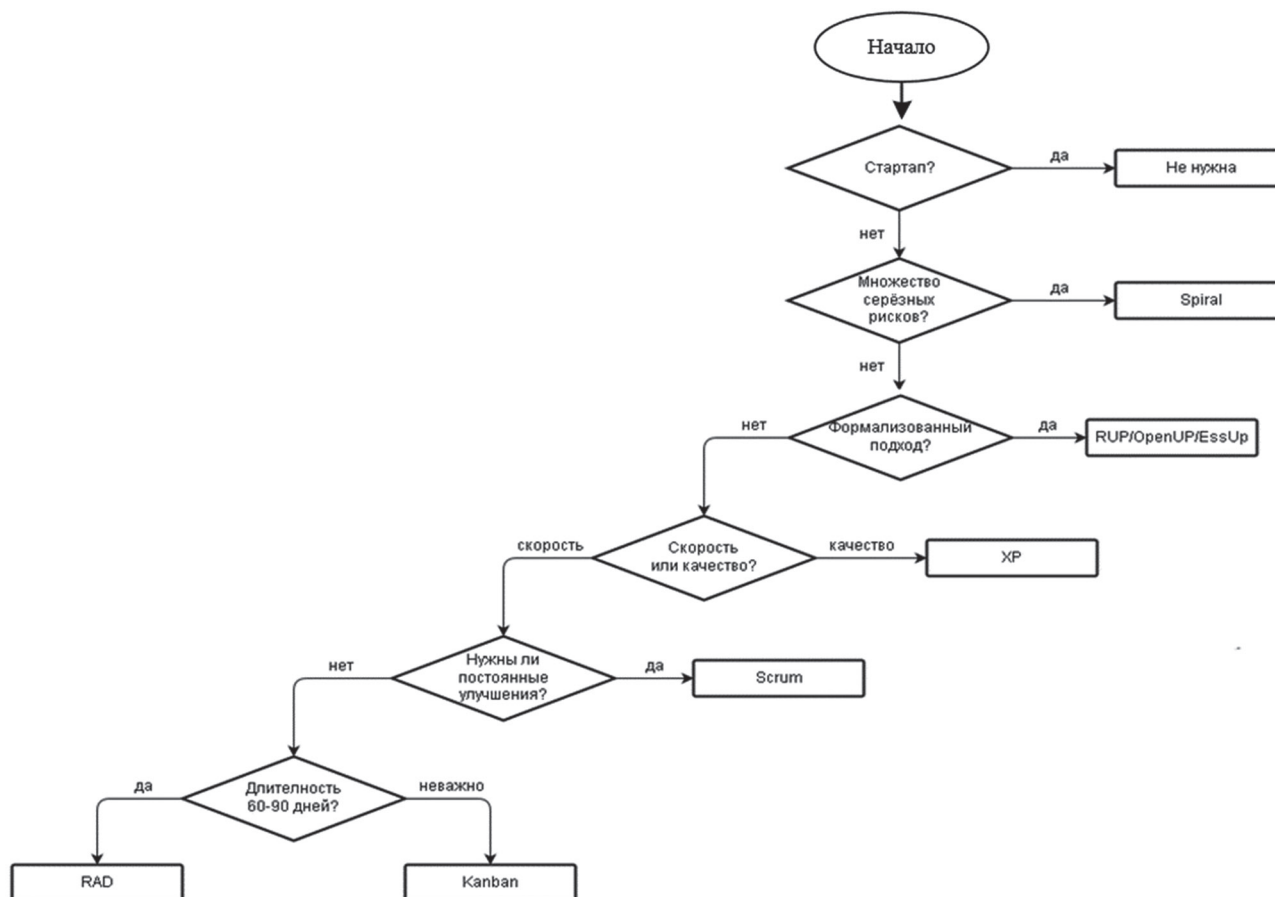 Начало
Стартап?
да
Не нужна
нет
Множество
серёзных
рисков?
да
Spiral
нет
нет
Формализованный
подход?
да
RUP/OpenUP/EssUp
скорость
Скорость
или качество?
качество
XP
нет
Нужны ли
постоянные
улучшения?
да
Scrum
да
Длителность
60-90 дней?
неважно
RAD
Kanban